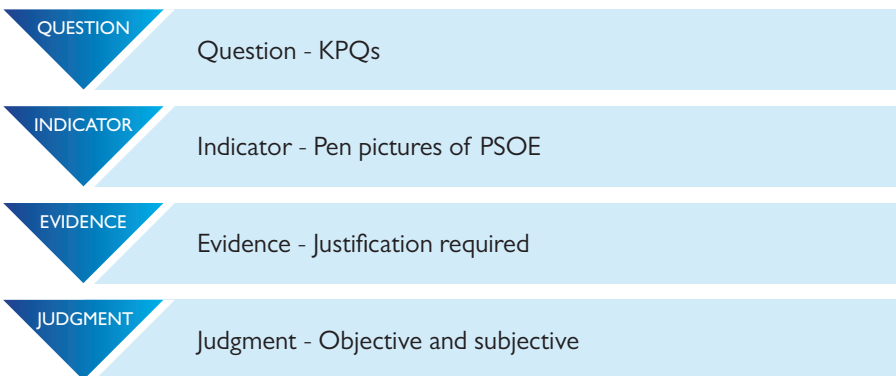 QUESTION
Question - KPQs
INDICATOR
Indicator - Pen pictures of PSOE
EVIDENCE
Evidence - Justification required
JUDGMENT
Judgment - Objective and subjective